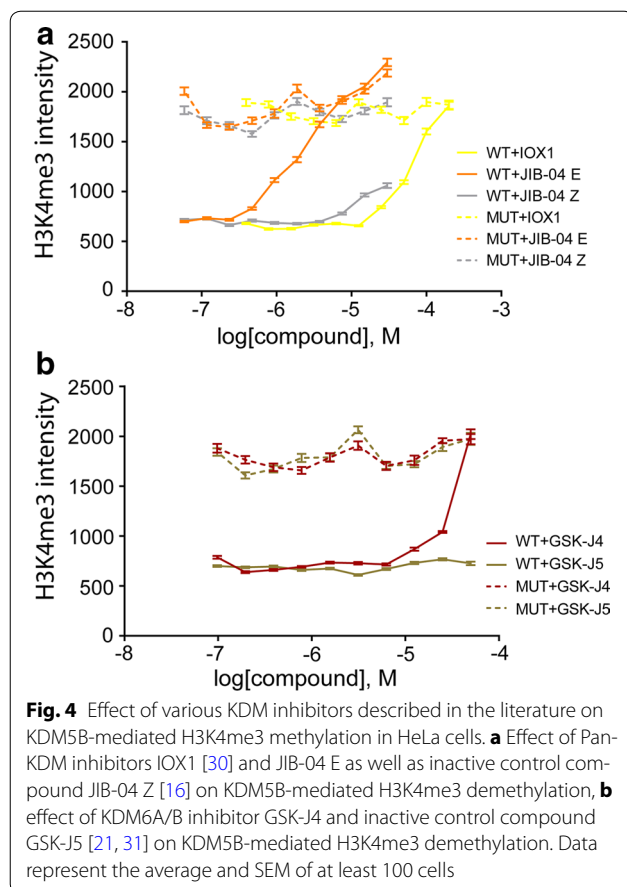 a
H3K4me3 intensity
2500
2000
1500
1000
500
0
-8
-7
-6
-5
-4
-3
log[compound], M
WT+IOX1
WT+JIB-04 E
WT+JIB-04 Z
MUT+IOX1
MUT+JIB-04 E
MUT+JIB-04 Z
b
H3K4me3 intensity
2500
2000
1500
1000
500
0
-8
-7
-6
-5
-4
log[compound], M
WT+GSK-J4
WT+GSK-J5
MUT+GSK-J4
MUT+GSK-J5
Fig. 4 Effect of various KDM inhibitors described in the literature on
KDM5B-mediated H3K4me3 methylation in HeLa cells. a Effect of Pan-
KDM inhibitors IOX1 [30] and JIB-04 E as well as inactive control com-
pound JIB-04 Z [16] on KDM5B-mediated H3K4me3 demethylation, b
effect of KDM6A/B inhibitor GSK-J4 and inactive control compound
GSK-J5 [21, 31] on KDM5B-mediated H3K4me3 demethylation. Data
represent the average and SEM of at least 100 cells